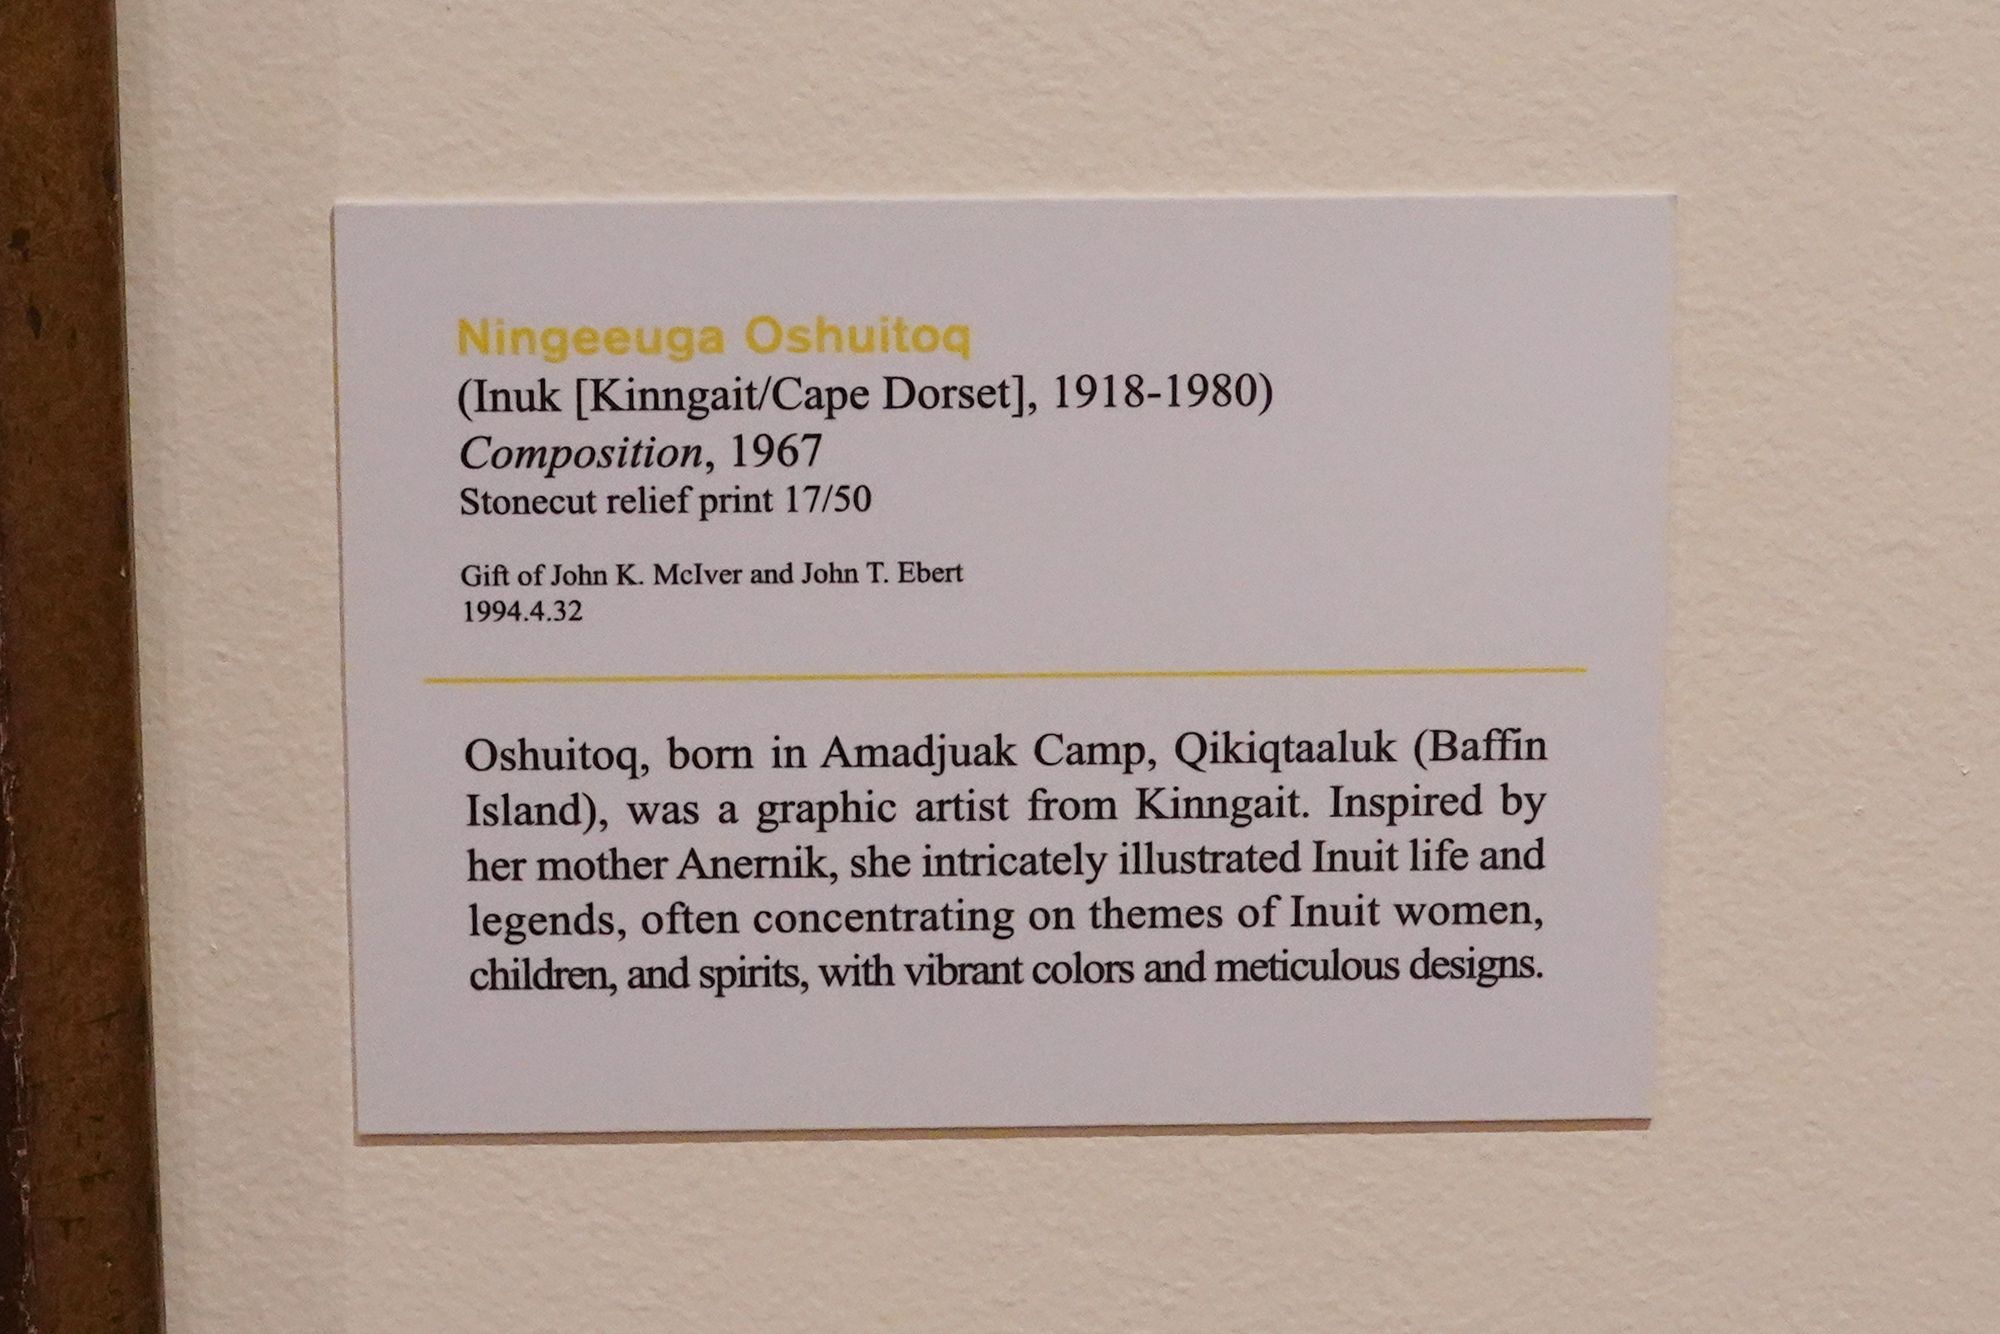 Ningeeuga Oshuitoq
(Inuk [Kinngait/Cape Dorset], 1918-1980)
Composition, 1967
Stonecut relief print 17/50
Gift of John K. McIver and John T. Ebert
1994.4.32
Oshuitoq, born in Amadjuak Camp, Qikiqtaaluk (Baffin
Island), was a graphic artist from Kinngait. Inspired by
her mother Anernik, she intricately illustrated Inuit life and
legends, often concentrating on themes of Inuit women,
children, and spirits, with vibrant colors and meticulous designs.